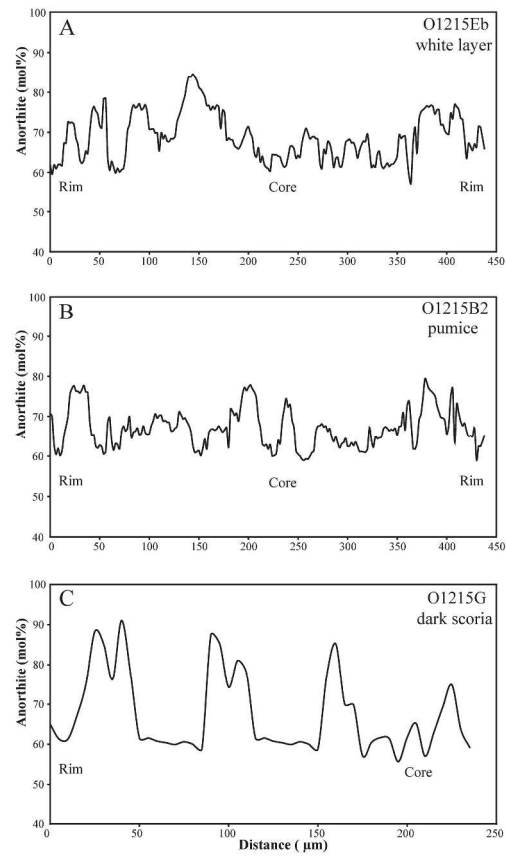 A
O1215Eb
white layer
Anorthite (mol%)
100
90
80
70
60
50
40
Rim
Core
Rim
0
50
100
150
200
250
300
350
400
450
B
O1215B2
pumice
Anorthite (mol%)
100
90
80
70
60
50
40
Rim
Core
Rim
0
50
100
150
200
250
300
350
400
450
C
O1215G
dark scoria
Anorthite (mol%)
100
90
80
70
60
50
40
Rim
Core
0
50
100
150
200
250
Distance ( µm)